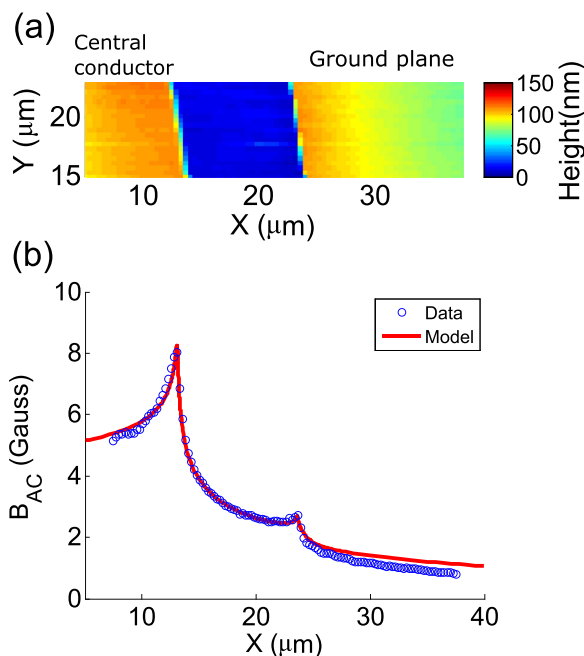 (a)
Central
conductor
Ground plane
Y (μm)
20
15
10
20
30
X (μm)
150
100
50
0
Height(nm)
(b)
B_AC (Gauss)
10
8
6
4
2
0
Data
Model
10
20
30
40
X (μm)